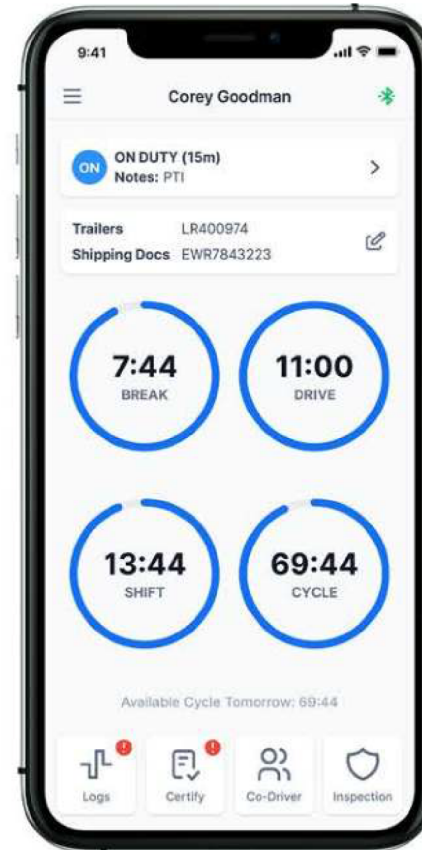 9:41
Corey Goodman
ON
ON DUTY (15m)
Notes: PTI
Trailers LR400974
Shipping Docs EWR7843223
7:44
BREAK
11:00
DRIVE
13:44
SHIFT
69:44
CYCLE
Available Cycle Tomorrow: 69:44
Logs
Certify
Co-Driver
Inspection